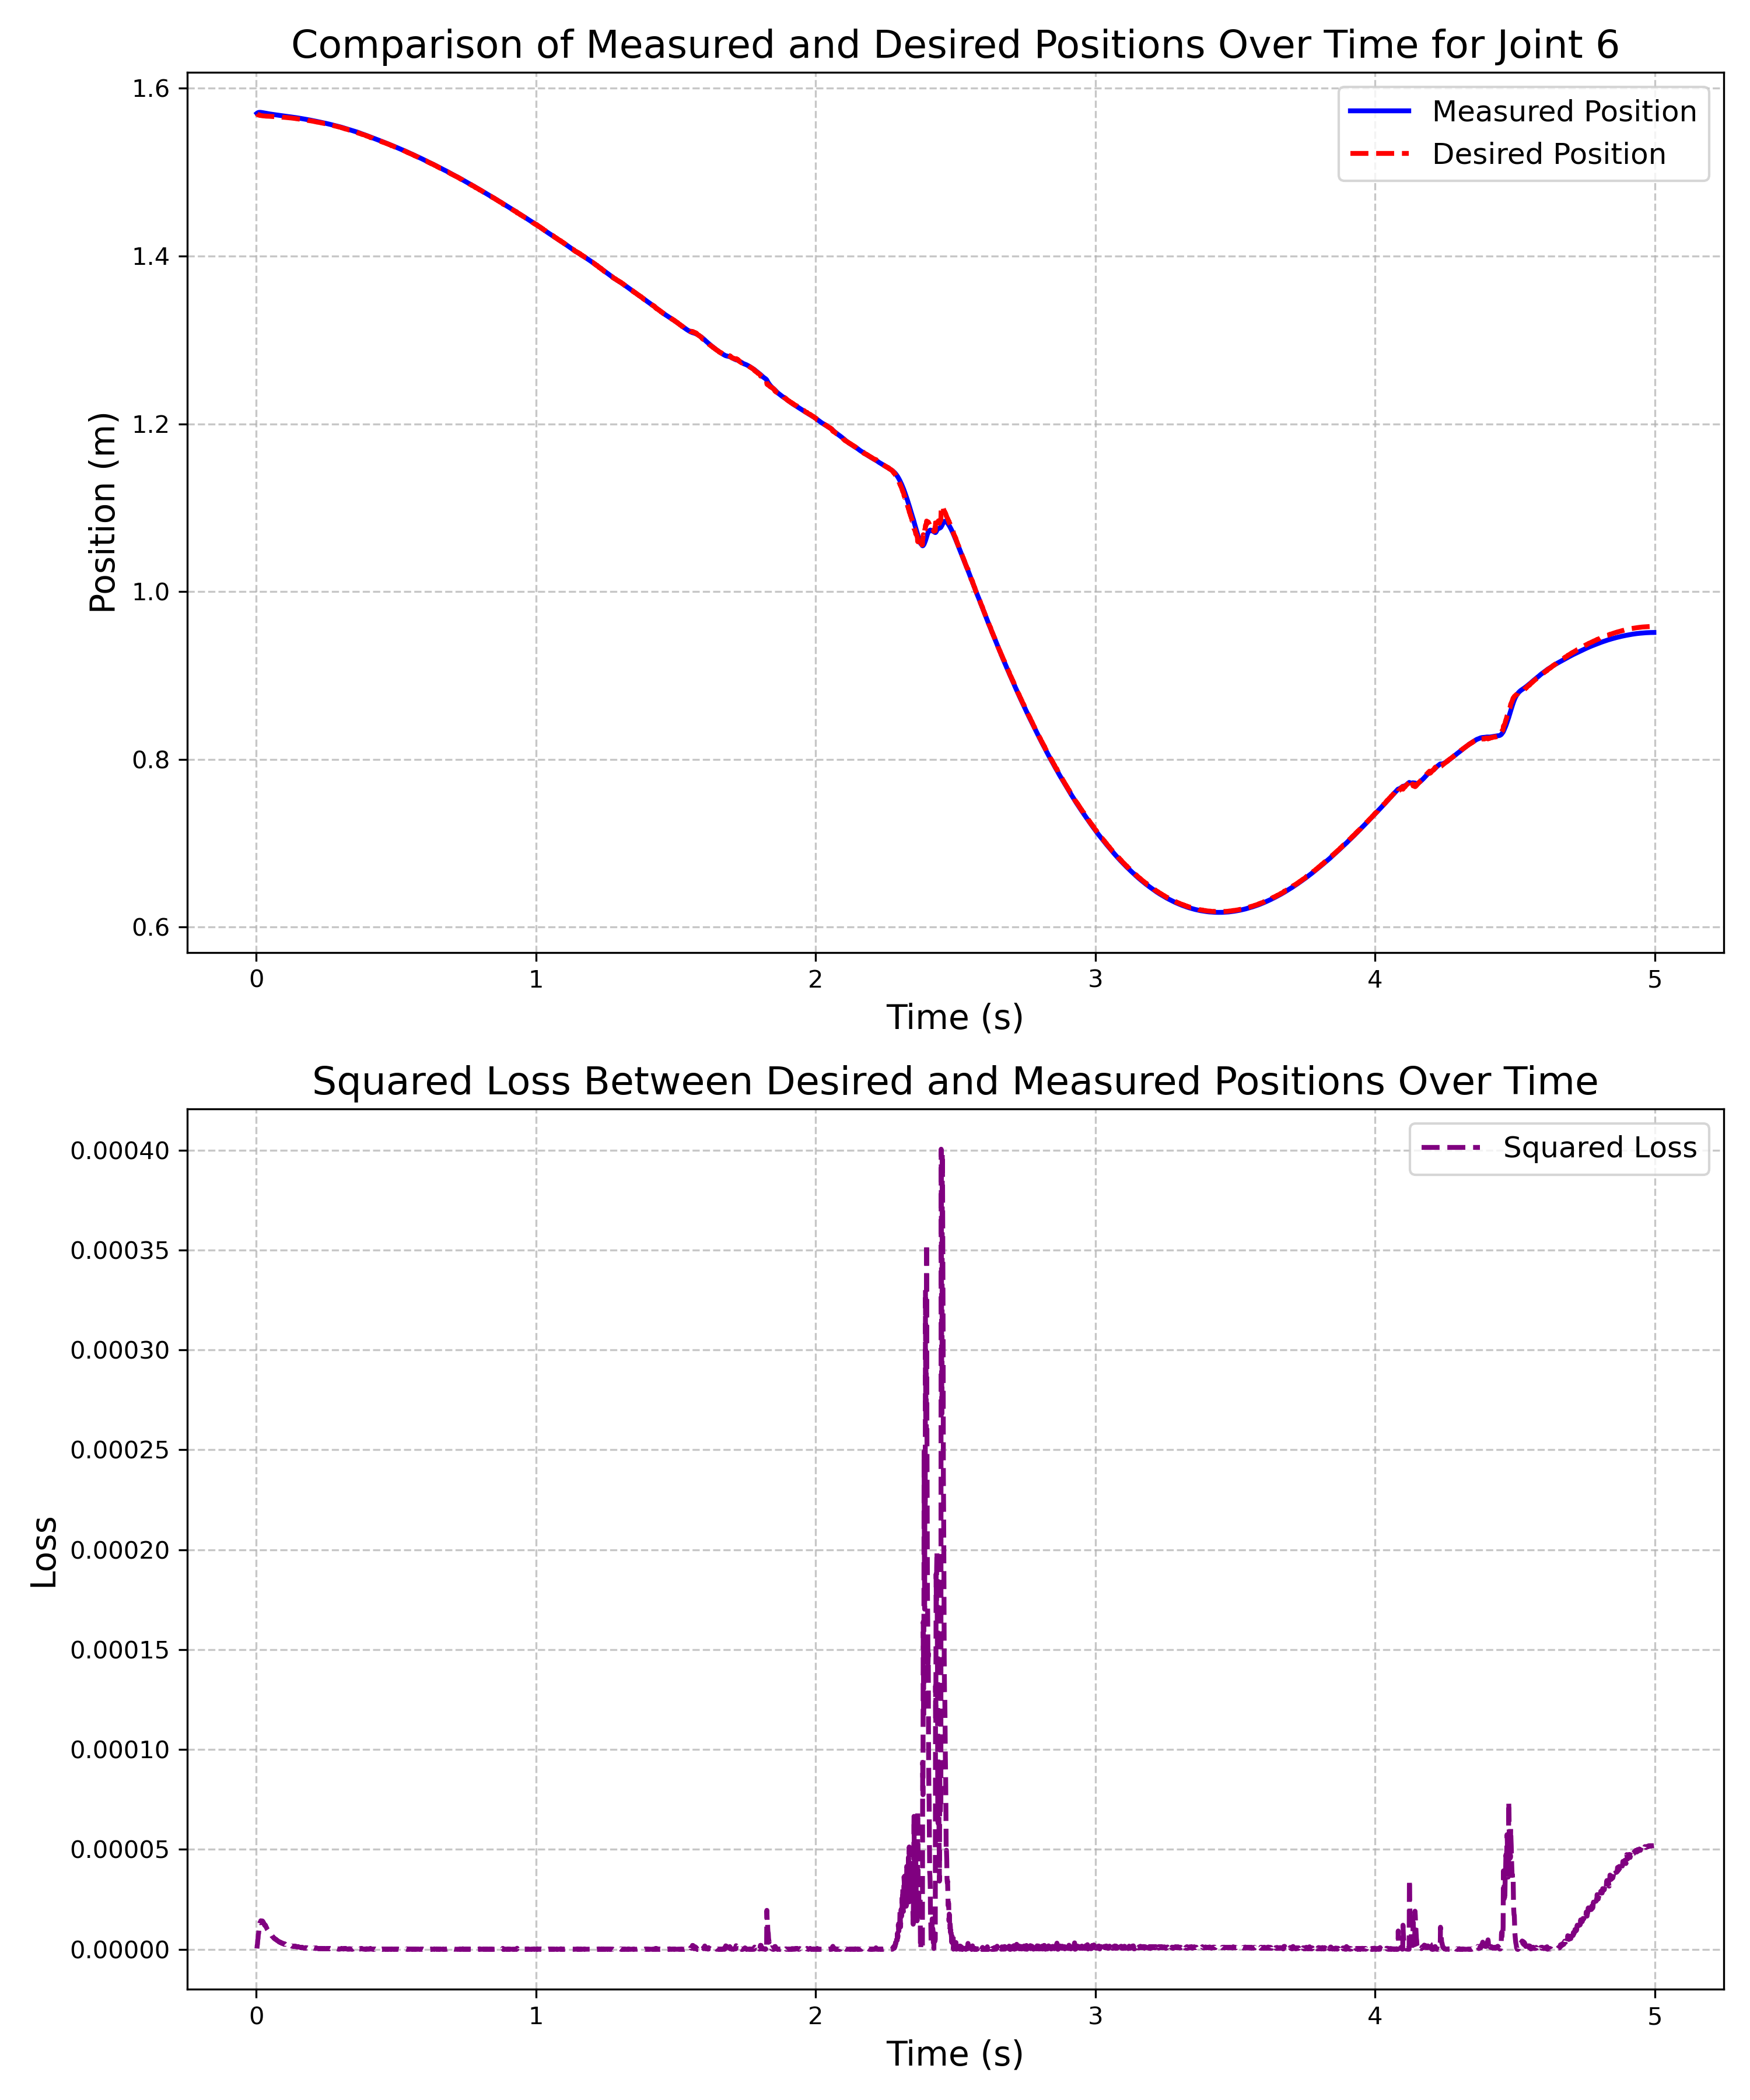 Comparison of Measured and Desired Positions Over Time for Joint 6
1.6
1.4
1.2
1.0
0.8
0.6
Position (m)
Measured Position
Desired Position
0 1 2 3 4 5
Time (s)
Squared Loss Between Desired and Measured Positions Over Time
0.00040
0.00035
0.00030
0.00025
0.00020
0.00015
0.00010
0.00005
0.00000
Loss
Squared Loss
0 1 2 3 4 5
Time (s)